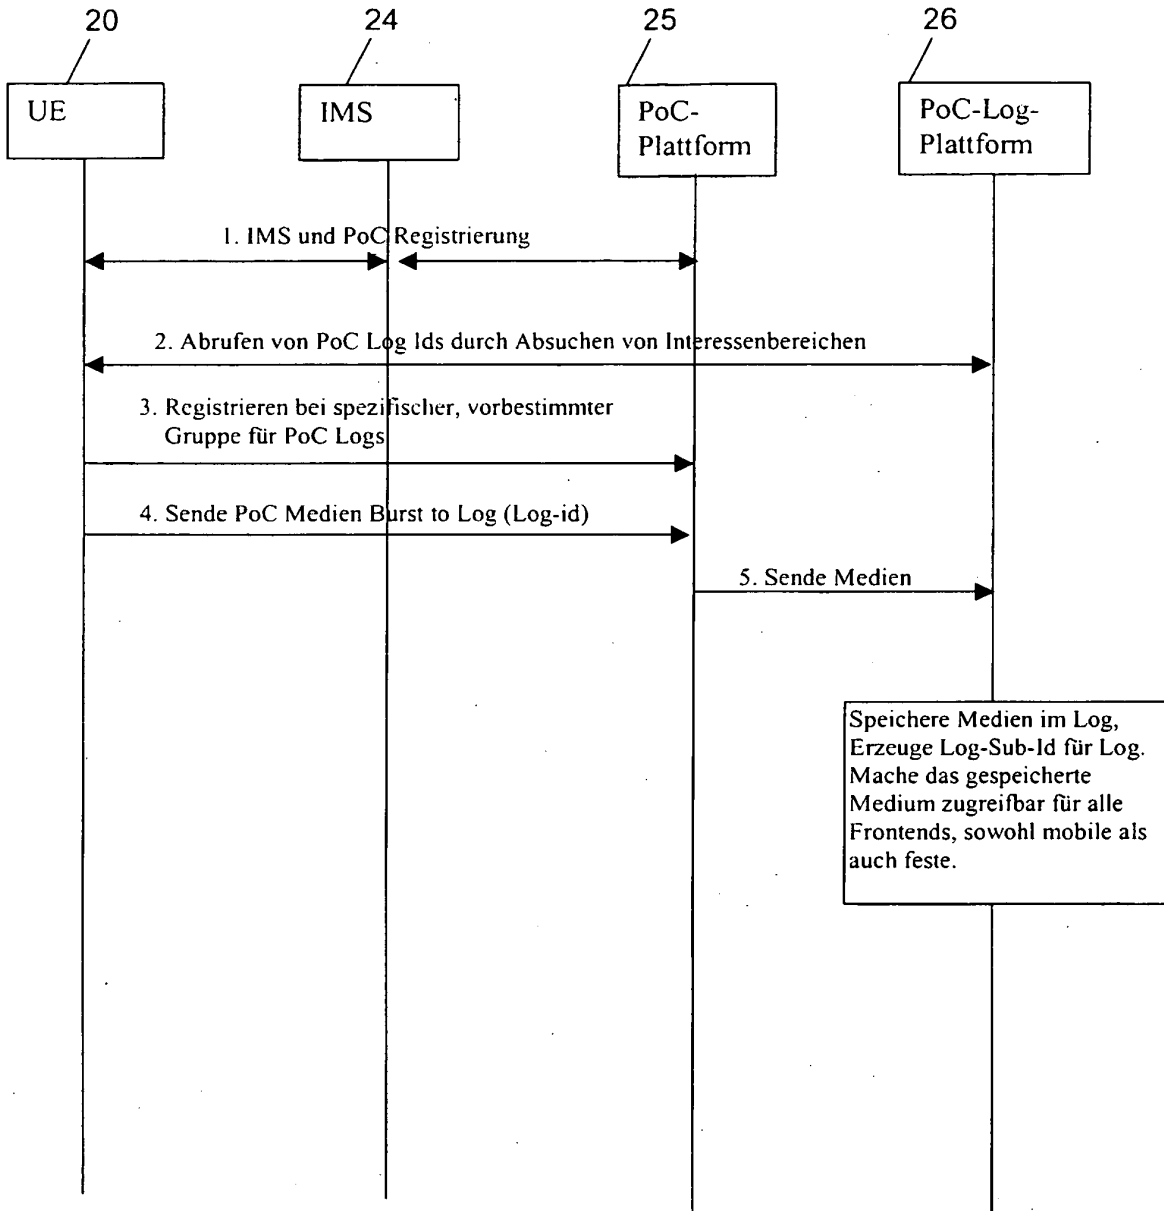 20
24
25
26
UE
IMS
PoC-
Plattform
PoC-Log-
Plattform
1. IMS und PoC Registrierung
2. Abrufen von PoC Log Ids durch Absuchen von Interessenbereichen
3. Registrieren bei spezifischer, vorbestimmter
Gruppe für PoC Logs
4. Sende PoC Medien Burst to Log (Log-id)
5. Sende Medien
Speichere Medien im Log,
Erzeuge Log-Sub-Id für Log.
Mache das gespeicherte
Medium zugreifbar für alle
Frontends, sowohl mobile als
auch feste.